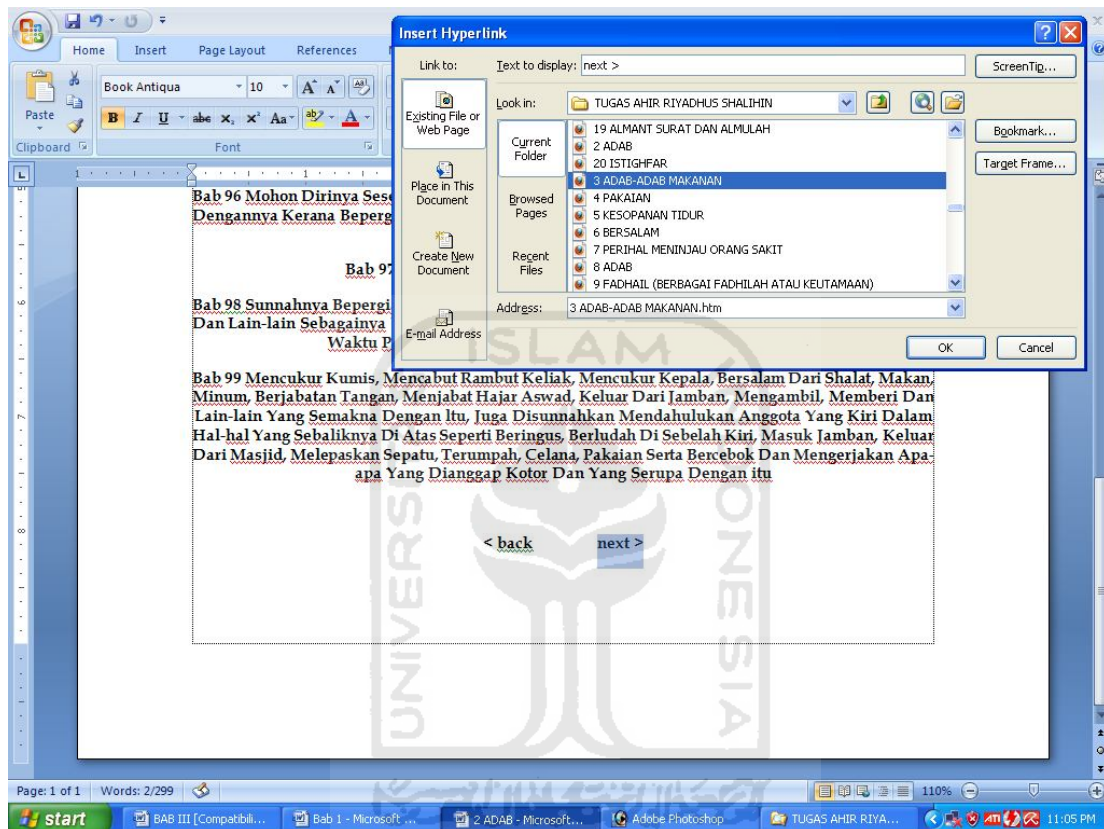 Home Insert Page Layout References
Paste
Book Antiqua 10
Clipboard Font
Insert Hyperlink
Link to:
Text to display: next >
ScreenTip...
Existing File or Web Page
Look in: TUGAS AHIR RIYADHUS SHALIHIN
Bookmark...
Target Frame...
Place in This Document
Create New Document
E-mail Address
Current Folder
Browsed Pages
Recent Files
19 ALMANT SURAT DAN ALMULAH
2 ADAB
20 ISTIGHFAR
3 ADAB-ADAB MAKANAN
4 PAKAIAN
5 KESOPANAN TIDUR
6 BERSALAM
7 PERIHAL MENINJAU ORANG SAKIT
8 ADAB
9 FADHAIL (BERBAGAI FADHILAH ATAU KEUTAMAAN)
Address: 3 ADAB-ADAB MAKANAN.htm
OK Cancel
Bab 96 Mohon Dirinya
Dengannya Kerana
Bab 97
Bab 98 Sunnahnya Bepergi
Dan Lain-lain Sebagainya
Waktu P
Bab 99 Mencukur Kumis, Mencabut Rambut Keliak, Mencukur Kepala, Bersalam Dari Shalat, Makan,
Minum, Berjabatan Tangan, Menjabat Hajar Aswad, Keluar Dari Jamban, Mengambil, Memberi Dan
Lain-lain Yang Semakna Dengan Itu, Juga Disunnahkan Mendahulukan Anggota Yang Kiri Dalam
Hal-hal Yang Sebaliknya Di Atas Seperti Beringus, Berludah Di Sebelah Kiri, Masuk Jamban, Keluar
Dari Masjid, Melepaskan Sepatu, Terumpah, Celana, Pakaian Serta Bercebok Dan Mengerjakan Apa-
apa Yang Dianggap Kotor Dan Yang Serupa Dengan itu
< back next >
ISLAM
UNIVERS
ONESIA
Page: 1 of 1 Words: 2/299 110%
start BAB III [Compatibili... Bab 1 - Microsoft ... 2 ADAB - Microsoft... Adobe Photoshop TUGAS AHIR RIYA... 11:05 PM